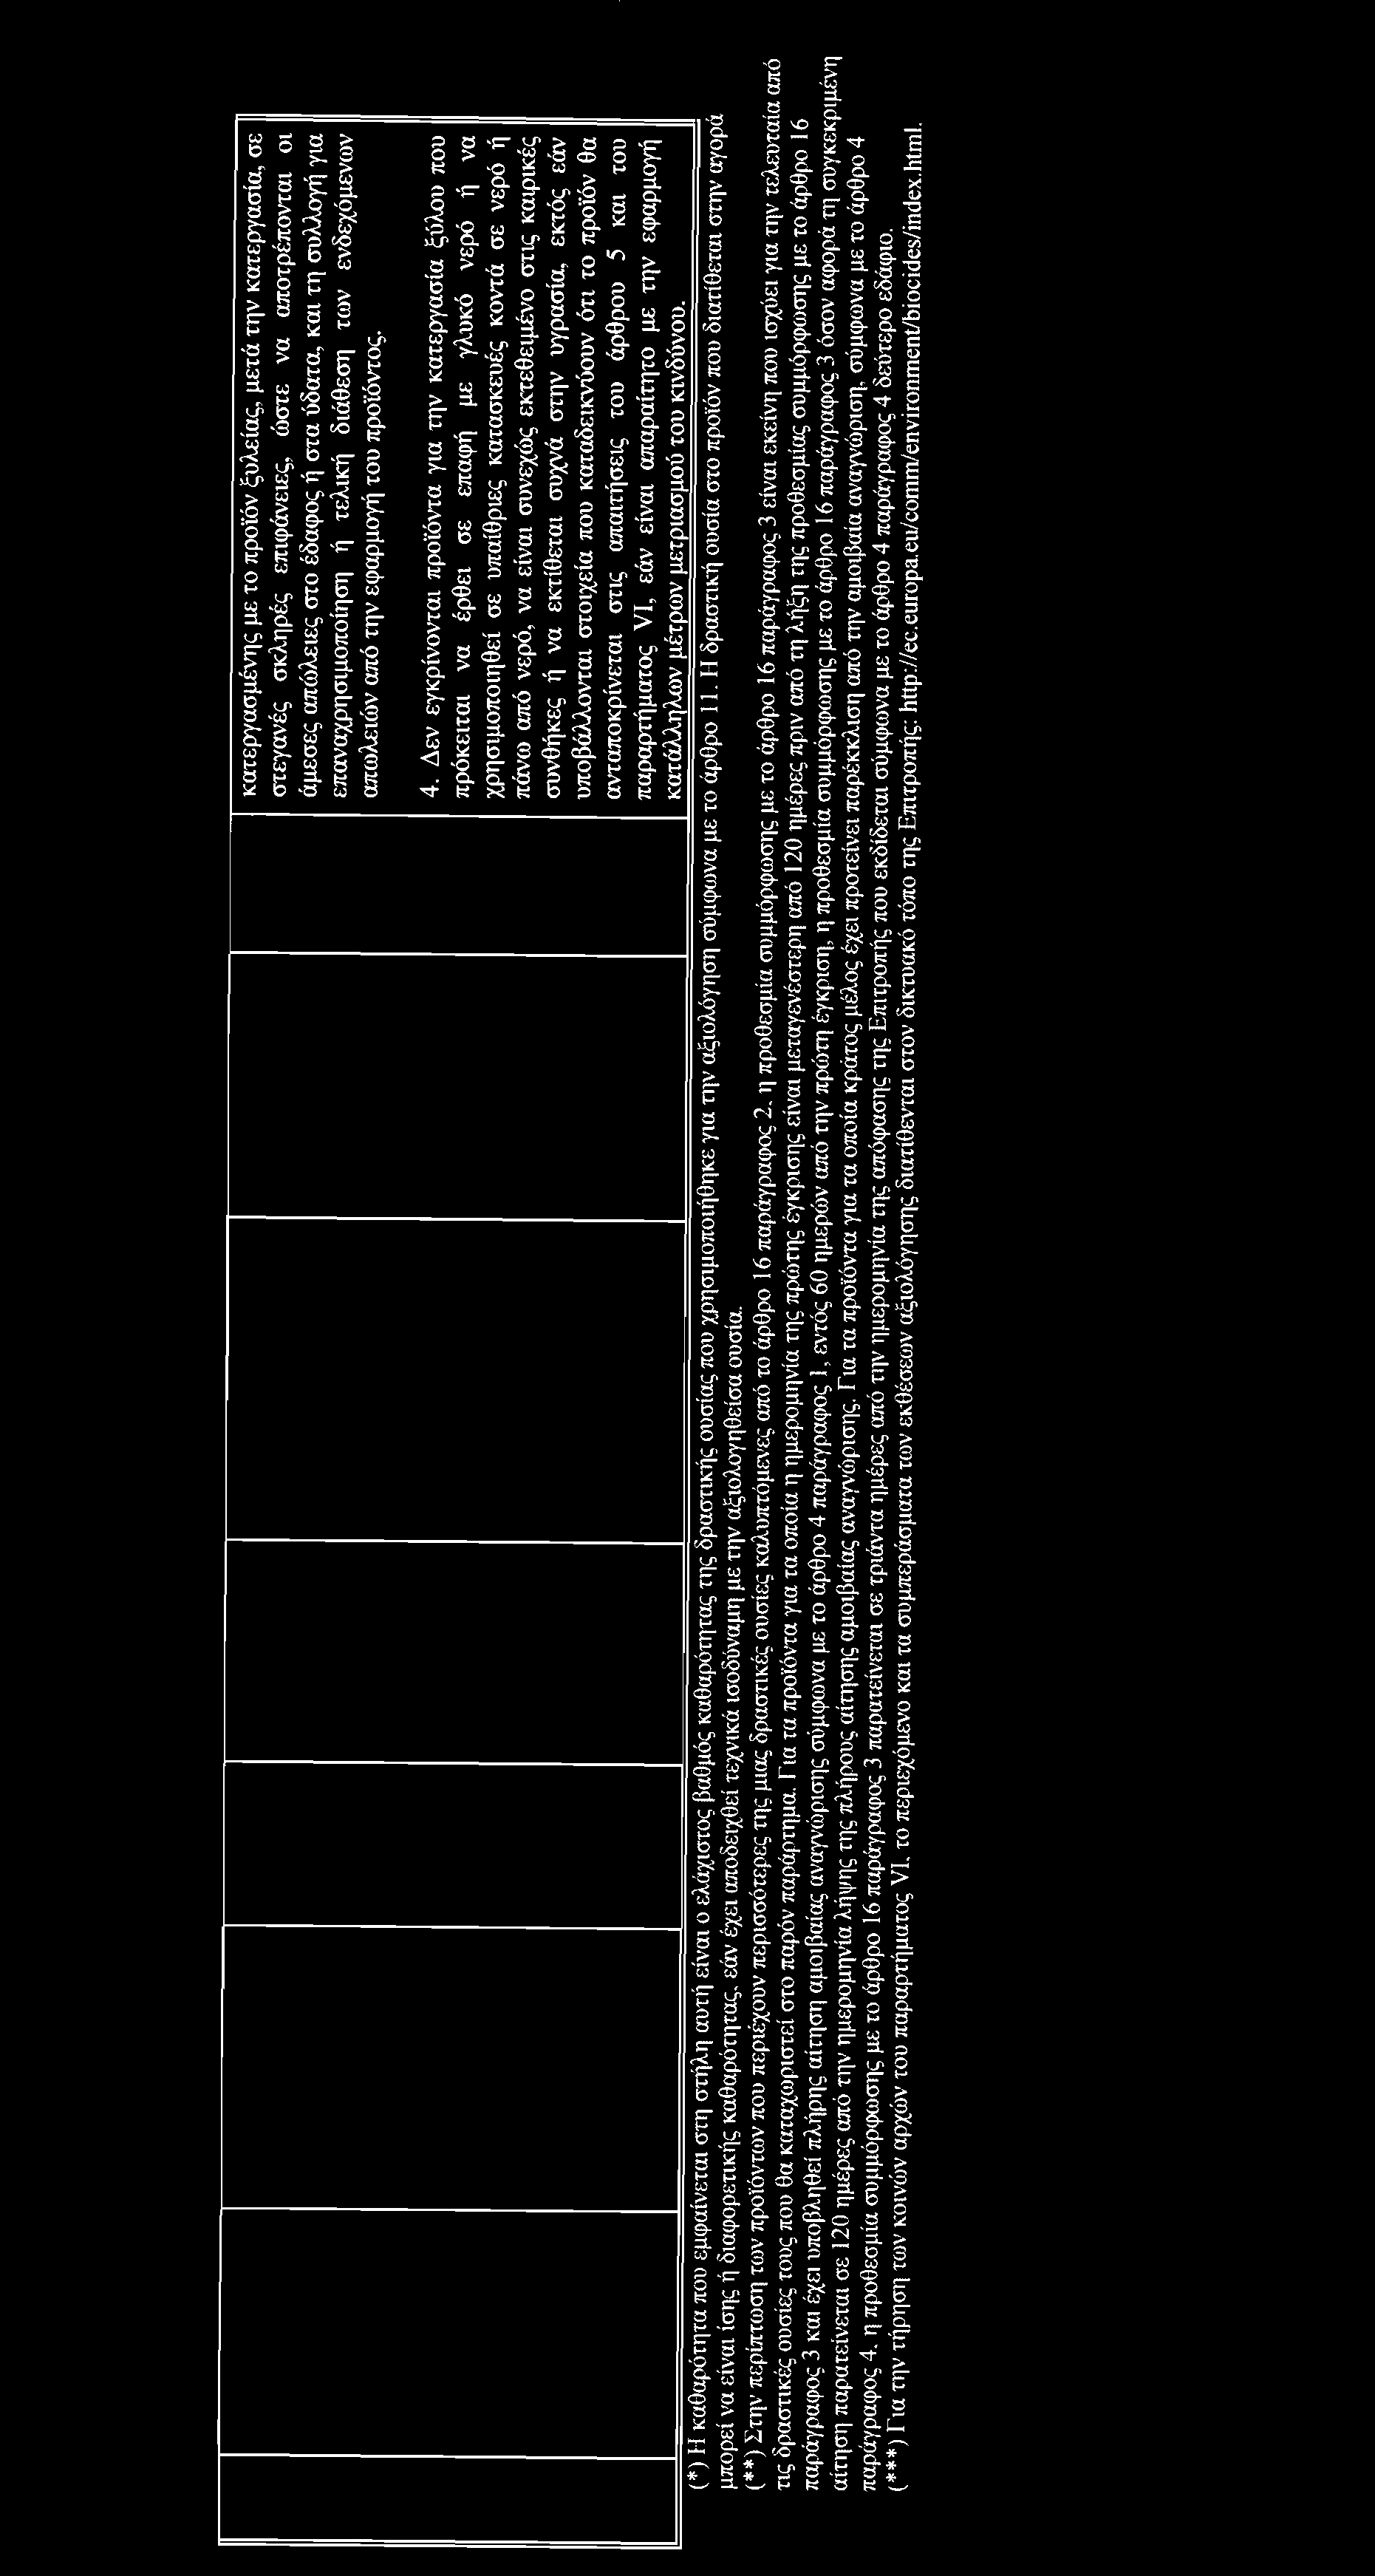 κατεργασμένης με το προϊόν ξυλείας, μετά την κατεργασία, σε
στεγανές σκληρές επιφάνειες, ώστε να αποτρέπονται οι
άμεσες απώλειες στο έδαφος ή στα ύδατα, και τη συλλογή για
επαναχρησιμοποίηση ή τελική διάθεση των ενδεχόμενων
απωλειών από την εφαρμογή του προϊόντος.
4. Δεν εγκρίνονται προϊόντα για την κατεργασία ξύλου που
πρόκειται να έρθει σε επαφή με γλυκό νερό ή να
χρησιμοποιηθεί σε υπαίθριες κατασκευές κοντά σε νερό ή
πάνω από νερό, να είναι συνεχώς εκτεθειμένο στις καιρικές
συνθήκες ή να εκτίθεται συχνά στην υγρασία, εκτός εάν
υποβάλλονται στοιχεία που καταδεικνύουν ότι το προϊόν θα
ανταποκρίνεται στις απαιτήσεις του άρθρου 5 και του
παραρτήματος VI, εάν είναι απαραίτητο με την εφαρμογή
κατάλληλων μέτρων μετριασμού του κινδύνου.
(*) Η καθαρότητα που εμφαίνεται στη στήλη αυτή είναι ο ελάχιστος βαθμός καθαρότητας της δραστικής ουσίας που χρησιμοποιήθηκε για την αξιολόγηση σύμφωνα με το άρθρο 11. Η δραστική ουσία στο προϊόν που διατίθεται στην αγορά
μπορεί να είναι ίσης ή διαφορετικής καθαρότητας, εάν έχει αποδειχθεί τεχνικά ισοδύναμη με την αξιολογηθείσα ουσία.
(**) Στην περίπτωση των προϊόντων που περιέχουν περισσότερες της μιας δραστικές ουσίες καλυπτόμενες από το άρθρο 16 παράγραφος 2, η προθεσμία συμμόρφωσης με το άρθρο 16 παράγραφος 3 είναι εκείνη που ισχύει για την τελευταία από
τις δραστικές ουσίες τους που θα καταχωριστεί στο παρόν παράρτημα. Για τα προϊόντα για τα οποία η ημερομηνία της πρώτης έγκρισης είναι μεταγενέστερη από 120 ημέρες πριν από τη λήξη της προθεσμίας συμμόρφωσης με το άρθρο 16
παράγραφος 3 και έχει υποβληθεί πλήρης αίτηση αμοιβαίας αναγνώρισης σύμφωνα με το άρθρο 4 παράγραφος 1, εντός 60 ημερών από την πρώτη έγκριση, η προθεσμία συμμόρφωσης με το άρθρο 16 παράγραφος 3 όσον αφορά τη συγκεκριμένη
αίτηση παρατείνεται σε 120 ημέρες από την ημερομηνία λήψης της πλήρους αίτησης αμοιβαίας αναγνώρισης. Για τα προϊόντα για τα οποία κράτος μέλος έχει προτείνει παρέκκλιση από την αμοιβαία αναγνώριση, σύμφωνα με το άρθρο 4
παράγραφος 4, η προθεσμία συμμόρφωσης με το άρθρο 16 παράγραφος 3 παρατείνεται σε τριάντα ημέρες από την ημερομηνία της απόφασης της Επιτροπής που εκδίδεται σύμφωνα με το άρθρο 4 παράγραφος 4 δεύτερο εδάφιο.
(***) Για την τήρηση των κοινών αρχών του παραρτήματος VI, το περιεχόμενο και τα συμπεράσματα των εκθέσεων αξιολόγησης διατίθενται στον δικτυακό τόπο της Επιτροπής: http://ec.europa.eu/comm/environment/biocides/index.html.